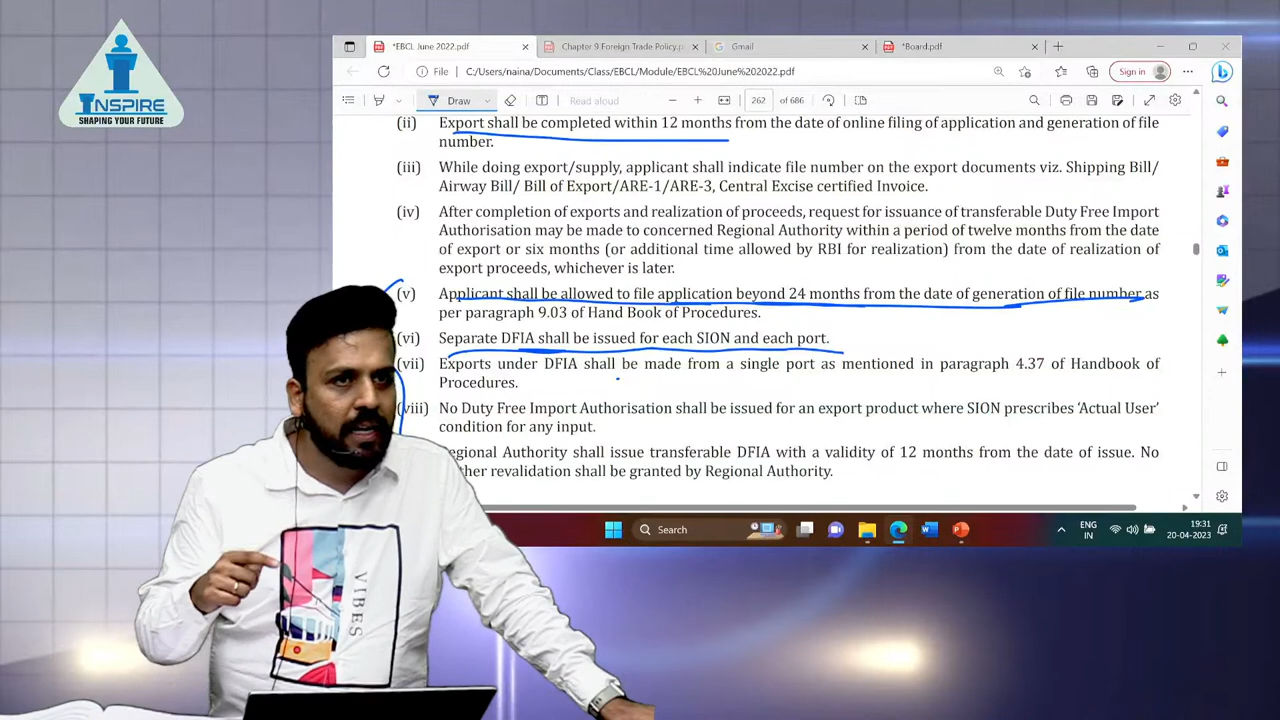 INSPIRE
SHAPING YOUR FUTURE
*EBCL June 2022.pdf
Chapter 9 Foreign Trade Policy.p
Gmail
*Board.pdf
File
C:/Users/naina/Documents/Class/EBCL/Module/EBCL%20June%202022.pdf
Sign in
Draw
Read aloud
262 of 686
(ii) Export shall be completed within 12 months from the date of online filing of application and generation of file
number.
(iii) While doing export/supply, applicant shall indicate file number on the export documents viz. Shipping Bill/
Airway Bill/ Bill of Export/ARE-1/ARE-3, Central Excise certified Invoice.
(iv) After completion of exports and realization of proceeds, request for issuance of transferable Duty Free Import
Authorisation may be made to concerned Regional Authority within a period of twelve months from the date
of export or six months (or additional time allowed by RBI for realization) from the date of realization of
export proceeds, whichever is later.
(v) Applicant shall be allowed to file application beyond 24 months from the date of generation of file number as
per paragraph 9.03 of Hand Book of Procedures.
(vi) Separate DFIA shall be issued for each SION and each port.
(vii) Exports under DFIA shall be made from a single port as mentioned in paragraph 4.37 of Handbook of
Procedures.
(viii) No Duty Free Import Authorisation shall be issued for an export product where SION prescribes 'Actual User'
condition for any input.
egional Authority shall issue transferable DFIA with a validity of 12 months from the date of issue. No
her revalidation shall be granted by Regional Authority.
Search
ENG
IN
19:31
20-04-2023
VIBES